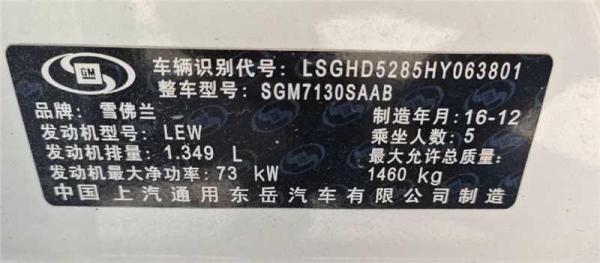 GM
车辆识别代号: LSGHD5285HY063801
整车型号: SGM7130SAAB
品牌: 雪佛兰 制造年月: 16-12
发动机型号: LEW 乘坐人数: 5
发动机排量: 1.349 L 最大允许总质量:
发动机最大净功率: 73 kW 1460 kg
中国 上汽通用东岳汽车有限公司制造